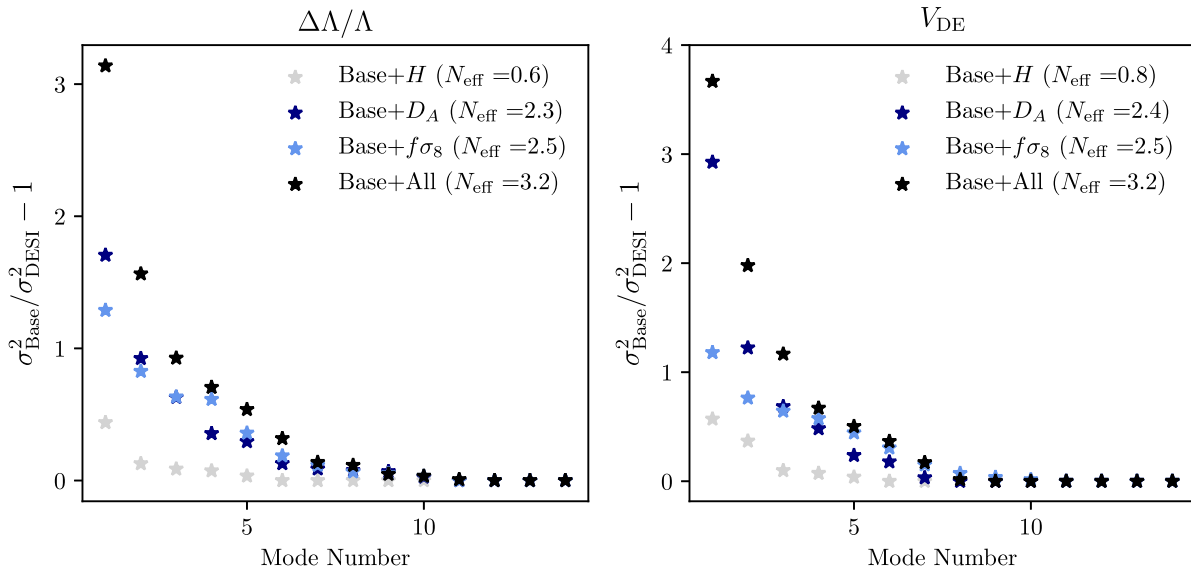 ΔΛ/Λ
σ²_Base/σ²_DESI − 1
3
2
1
0
Base+H (N_eff =0.6)
Base+D_A (N_eff =2.3)
Base+fσ_8 (N_eff =2.5)
Base+All (N_eff =3.2)
5
10
Mode Number
V_DE
σ²_Base/σ²_DESI − 1
4
3
2
1
0
Base+H (N_eff =0.8)
Base+D_A (N_eff =2.4)
Base+fσ_8 (N_eff =2.5)
Base+All (N_eff =3.2)
5
10
Mode Number